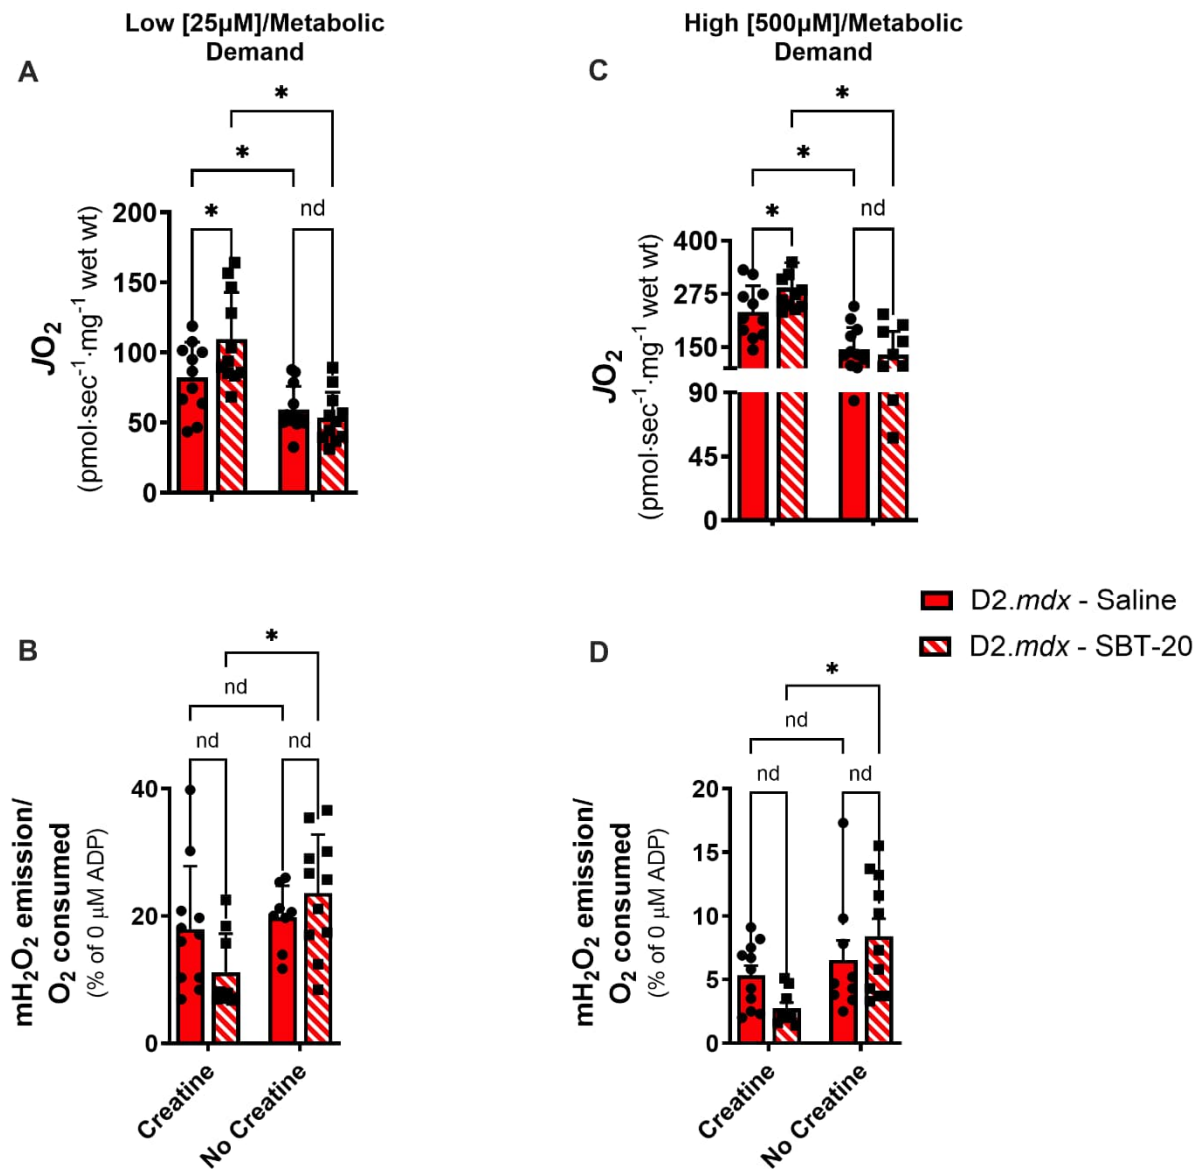 Low [25µM]/Metabolic
Demand
A
*
*
*
nd
JO₂
(pmol·sec⁻¹·mg⁻¹ wet wt)
200
150
100
50
0
High [500µM]/Metabolic
Demand
C
*
*
*
nd
JO₂
(pmol·sec⁻¹·mg⁻¹ wet wt)
400
275
150
90
45
0
D2.mdx - Saline
D2.mdx - SBT-20
B
*
nd
nd
nd
mH₂O₂ emission/
O₂ consumed
(% of 0 µM ADP)
40
20
0
Creatine
No Creatine
D
*
nd
nd
nd
mH₂O₂ emission/
O₂ consumed
(% of 0 µM ADP)
20
15
10
5
0
Creatine
No Creatine